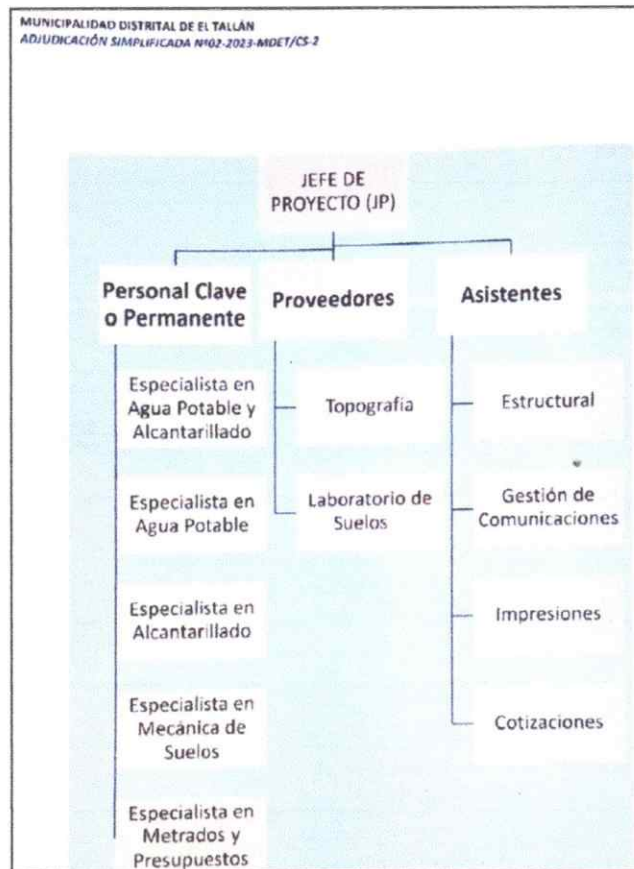 MUNICIPALIDAD DISTRITAL DE EL TALLÁN
ADJUDICACIÓN SIMPLIFICADA Nº02-2023-MDET/CS-2
JEFE DE
PROYECTO (JP)
Personal Clave
o Permanente
Especialista en
Agua Potable y
Alcantarillado
Especialista en
Agua Potable
Especialista en
Alcantarillado
Especialista en
Mecánica de
Suelos
Especialista en
Metrados y
Presupuestos
Proveedores
Topografía
Laboratorio de
Suelos
Asistentes
Estructural
Gestión de
Comunicaciones
Impresiones
Cotizaciones